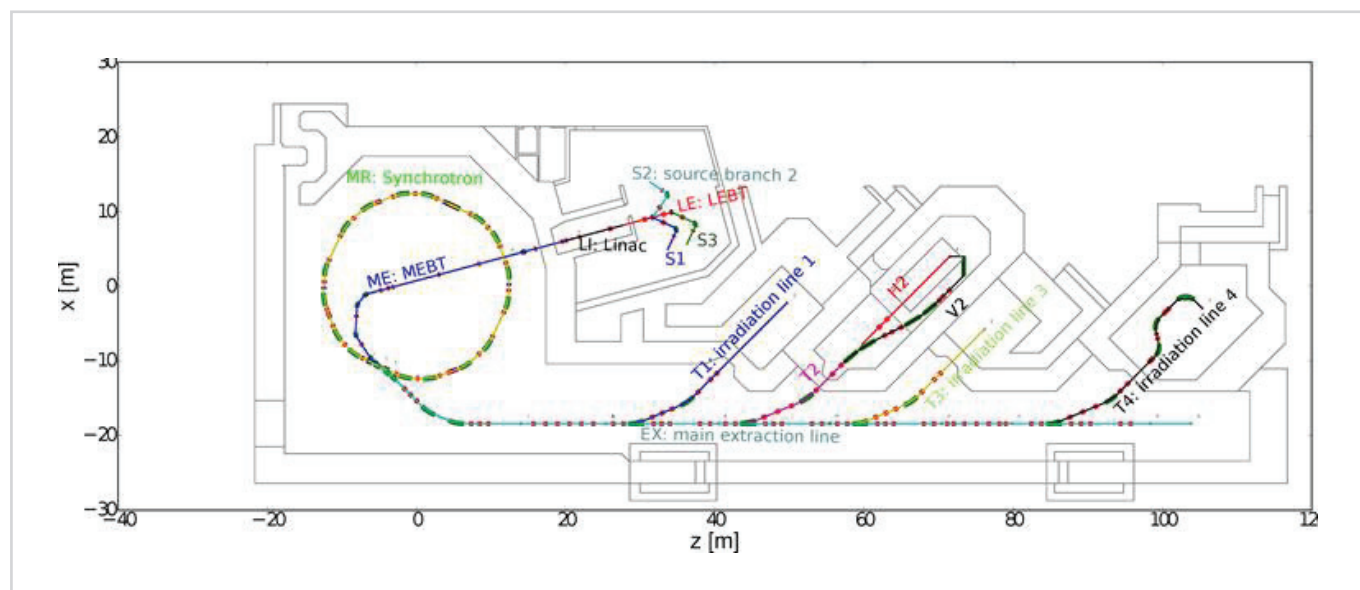 30
20
10
0
−10
−20
−30
x [m]
S2: source branch 2
MR: Synchrotron
LE: LEBT
LI: Linac
S3
S1
ME: MEBT
T1: irradiation line 1
H2
V2
T2
T3: irradiation line 3
T4: irradiation line 4
EX: main extraction line
−40
−20
0
20
40
60
80
100
12
z [m]